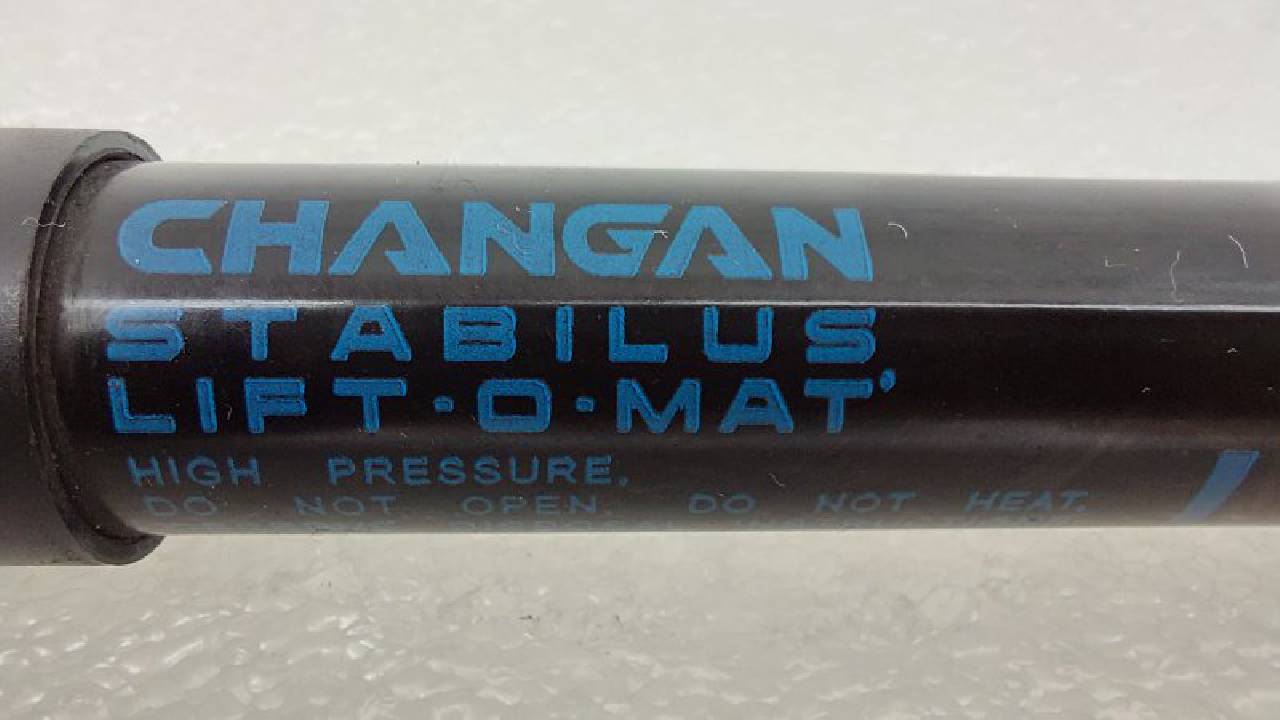 CHANGAN
STABILUS
LIFT·O·MAT'
HIGH PRESSURE.
DO NOT OPEN. DO NOT HEAT.